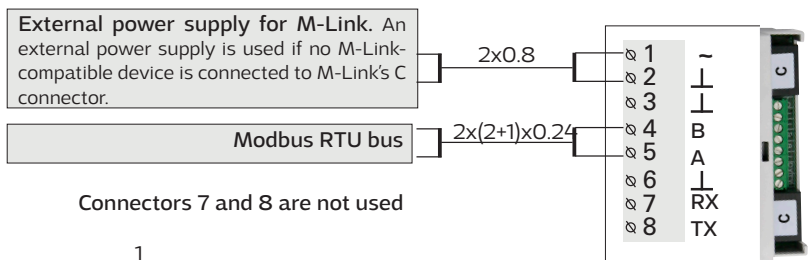 External power supply for M-Link. An
external power supply is used if no M-Link-
compatible device is connected to M-Link's C
connector.
2x0.8
Modbus RTU bus
2x(2+1)x0.24
Connectors 7 and 8 are not used
1
1 ~
2 ⊥
3 ⊥
4 B
5 A
6 ⊥
7 RX
8 TX
C
C